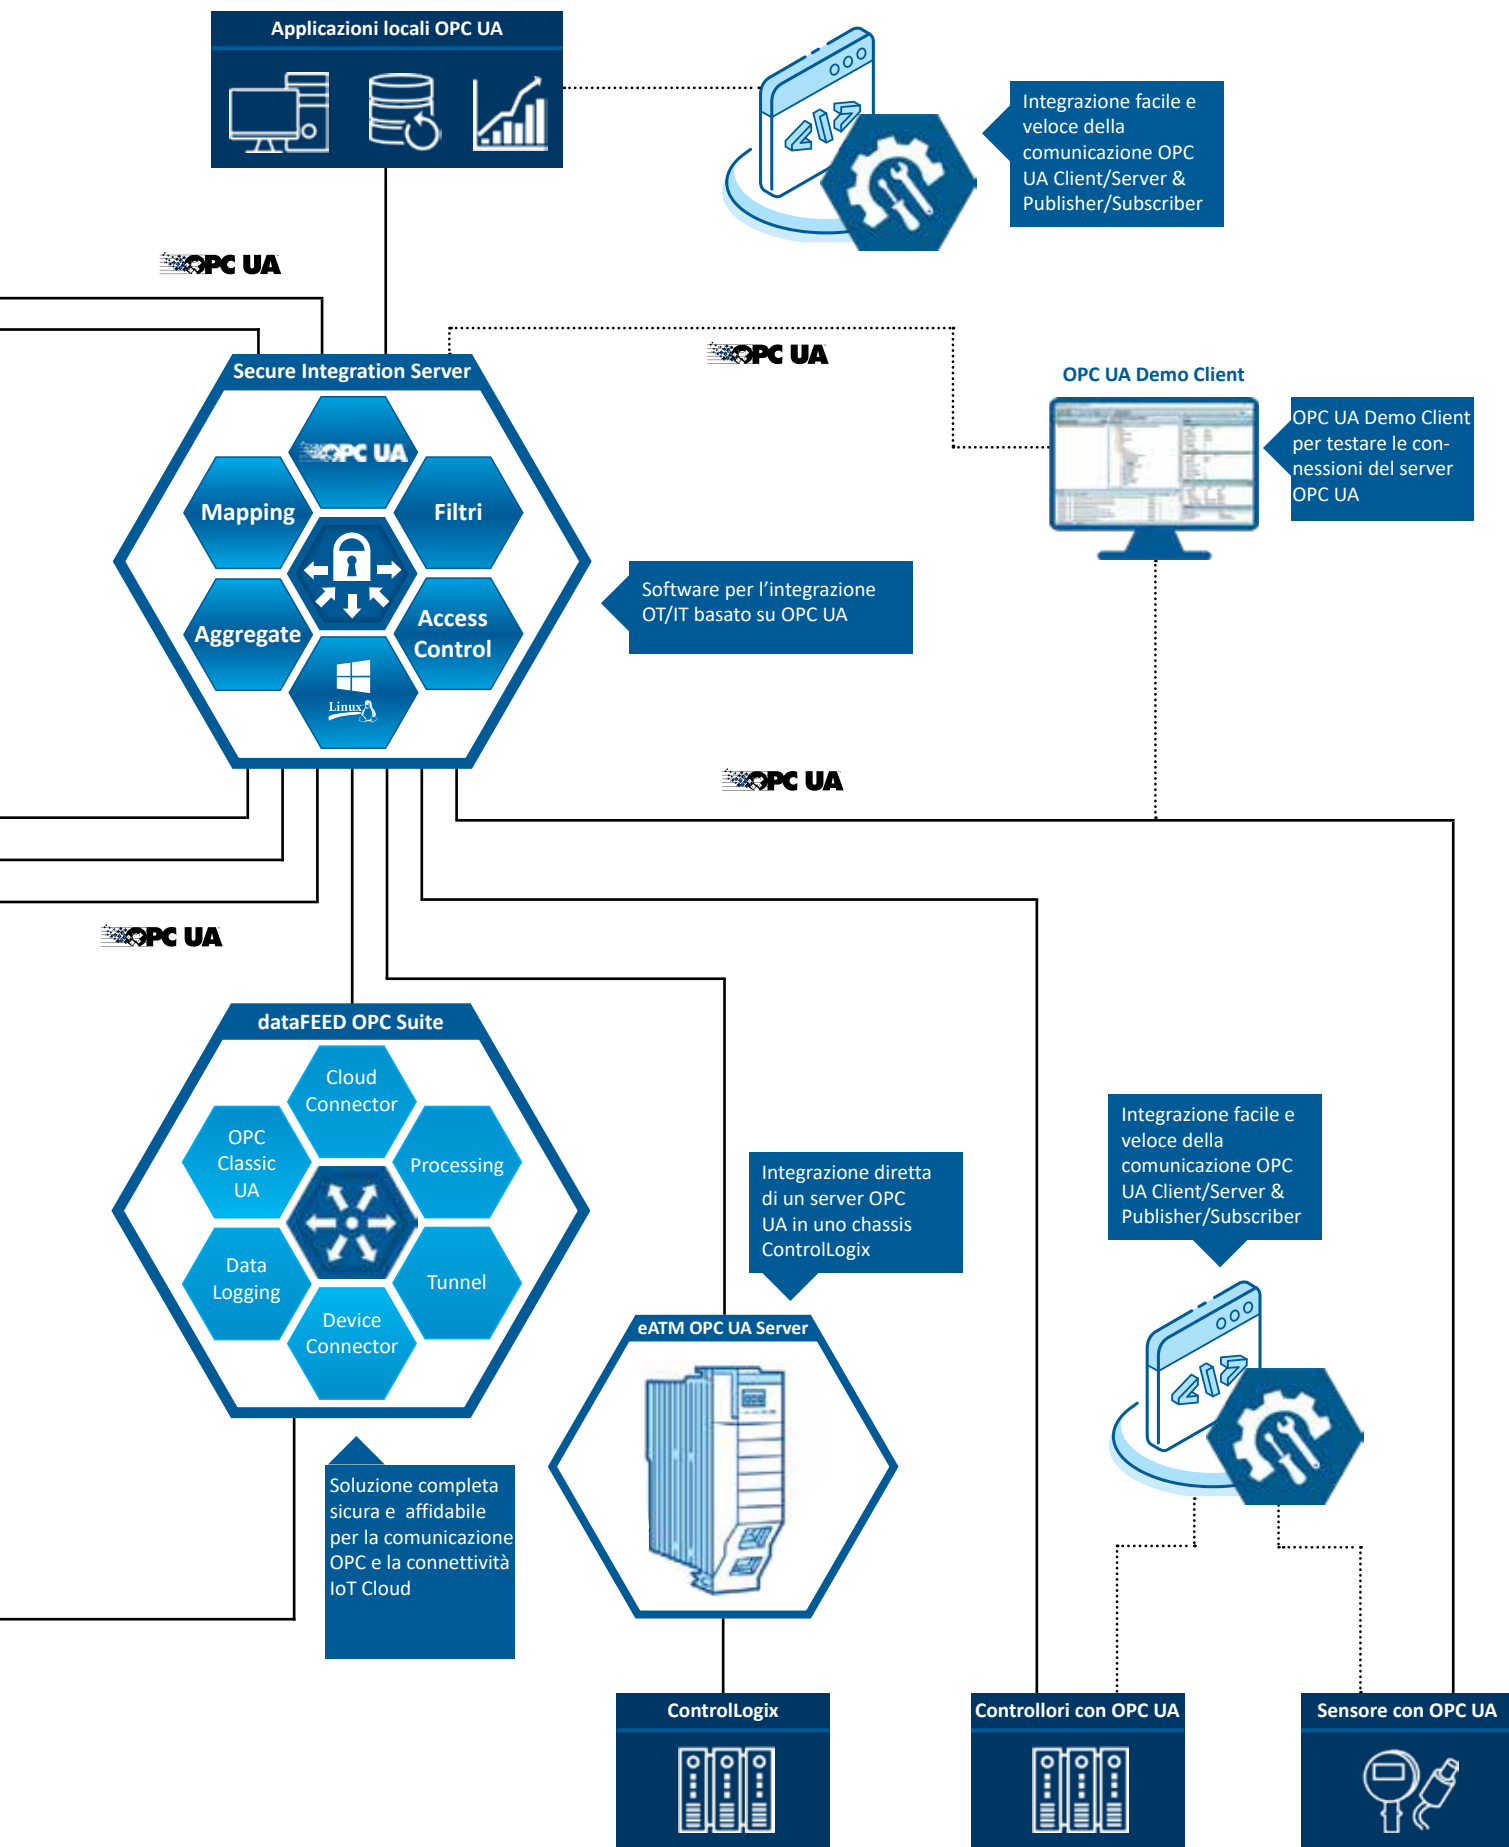 Applicazioni locali OPC UA
Integrazione facile e
veloce della
comunicazione OPC
UA Client/Server &
Publisher/Subscriber
OPC UA
OPC UA
Secure Integration Server
OPC UA
Mapping
Filtri
Aggregate
Access
Control
Linux
OPC UA Demo Client
OPC UA Demo Client
per testare le con-
nessioni del server
OPC UA
Software per l'integrazione
OT/IT basato su OPC UA
OPC UA
OPC UA
dataFEED OPC Suite
Cloud
Connector
OPC
Classic
UA
Processing
Data
Logging
Tunnel
Device
Connector
Soluzione completa
sicura e affidabile
per la comunicazione
OPC e la connettività
IoT Cloud
Integrazione diretta
di un server OPC
UA in uno chassis
ControlLogix
eATM OPC UA Server
Integrazione facile e
veloce della
comunicazione OPC
UA Client/Server &
Publisher/Subscriber
ControlLogix
Controllori con OPC UA
Sensore con OPC UA